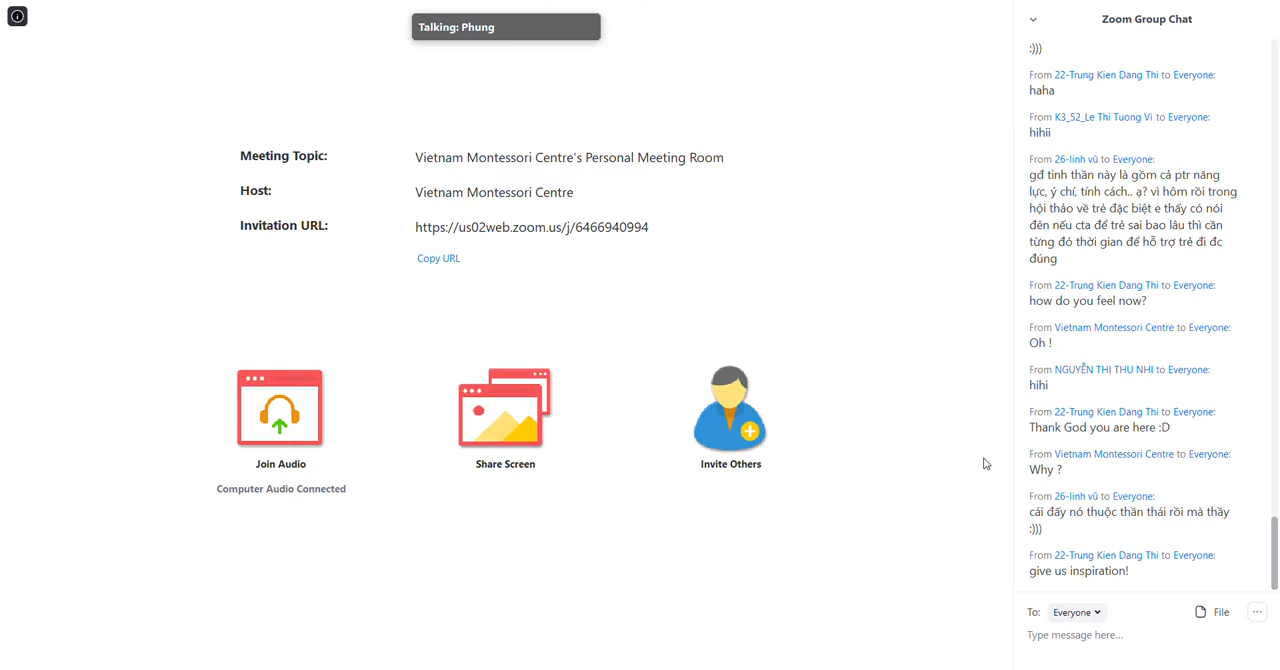 Talking: Phung
Meeting Topic:
Vietnam Montessori Centre's Personal Meeting Room
Host:
Vietnam Montessori Centre
Invitation URL:
https://us02web.zoom.us/j/6466940994
Copy URL
Join Audio
Computer Audio Connected
Share Screen
Invite Others
Zoom Group Chat
:)))
From 22-Trung Kien Dang Thi to Everyone:
haha
From K3_52_Le Thi Tuong Vi to Everyone:
hihii
From 26-linh vũ to Everyone:
gđ tinh thần này là gồm cả ptr năng
lực, ý chí, tính cách.. ạ? vì hôm rồi trong
hội thảo về trẻ đặc biệt e thấy có nói
đên nếu cta để trẻ sai bao lâu thì cần
từng đó thời gian để hỗ trợ trẻ đi đc
đúng
From 22-Trung Kien Dang Thi to Everyone:
how do you feel now?
From Vietnam Montessori Centre to Everyone:
Oh !
From NGUYỄN THỊ THU NHI to Everyone:
hihi
From 22-Trung Kien Dang Thi to Everyone:
Thank God you are here :D
From Vietnam Montessori Centre to Everyone:
Why ?
From 26-linh vũ to Everyone:
cái đấy nó thuộc thần thái rồi mà thầy
:)))
From 22-Trung Kien Dang Thi to Everyone:
give us inspiration!
To: Everyone
File
Type message here...